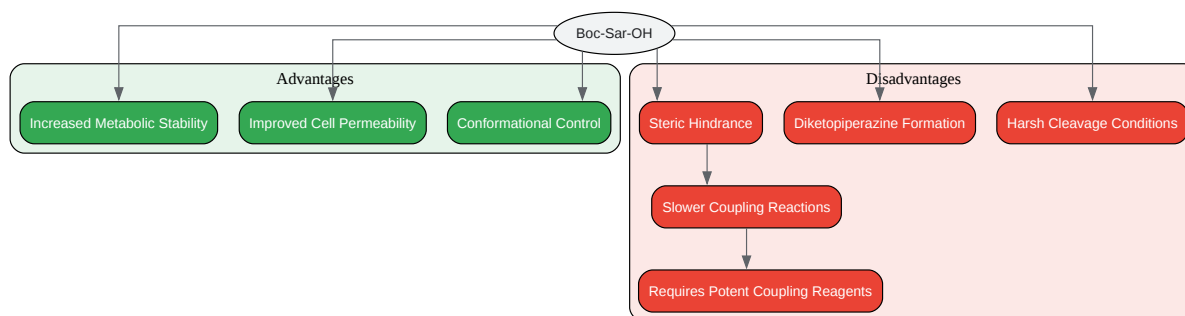 Boc-Sar-OH
Advantages
Disadvantages
Increased Metabolic Stability
Improved Cell Permeability
Conformational Control
Steric Hindrance
Diketopiperazine Formation
Harsh Cleavage Conditions
Slower Coupling Reactions
Requires Potent Coupling Reagents